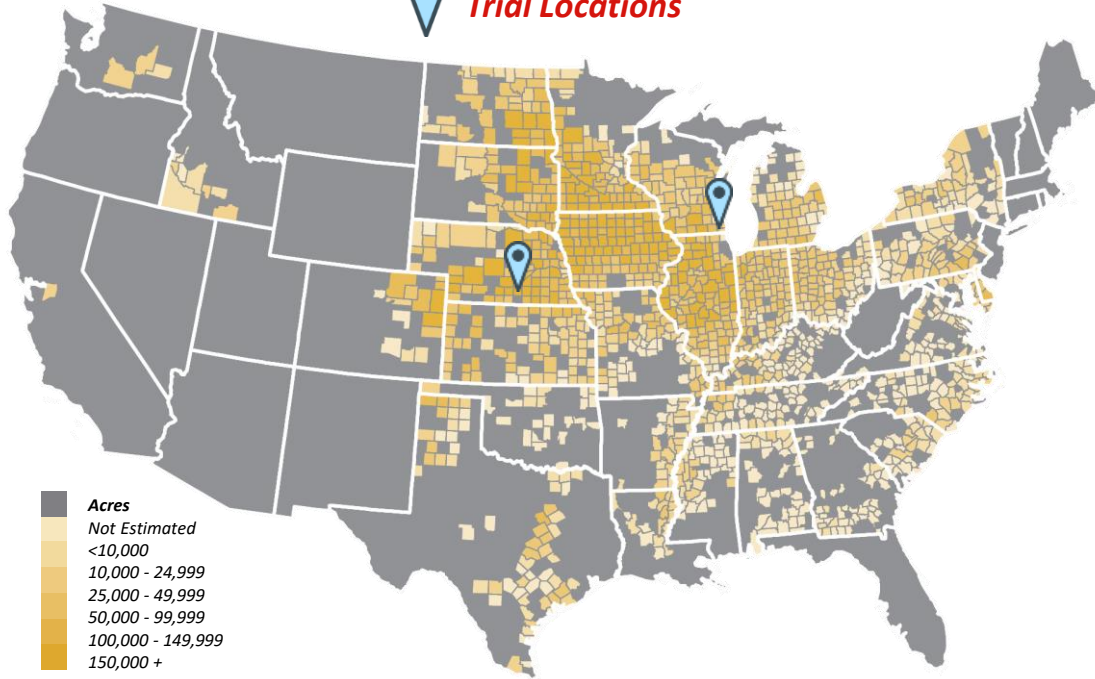 Trial Locations
Acres
Not Estimated
<10,000
10,000 - 24,999
25,000 - 49,999
50,000 - 99,999
100,000 - 149,999
150,000 +